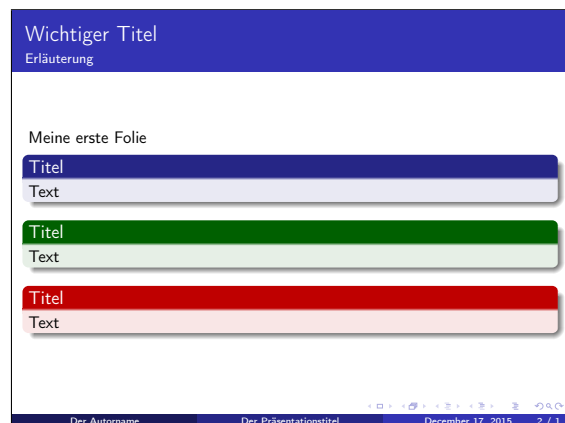 Wichtiger Titel
Erläuterung
Meine erste Folie
Titel
Text
Titel
Text
Titel
Text
Der Autorname Der Präsentationstitel December 17, 2015 2 / 1